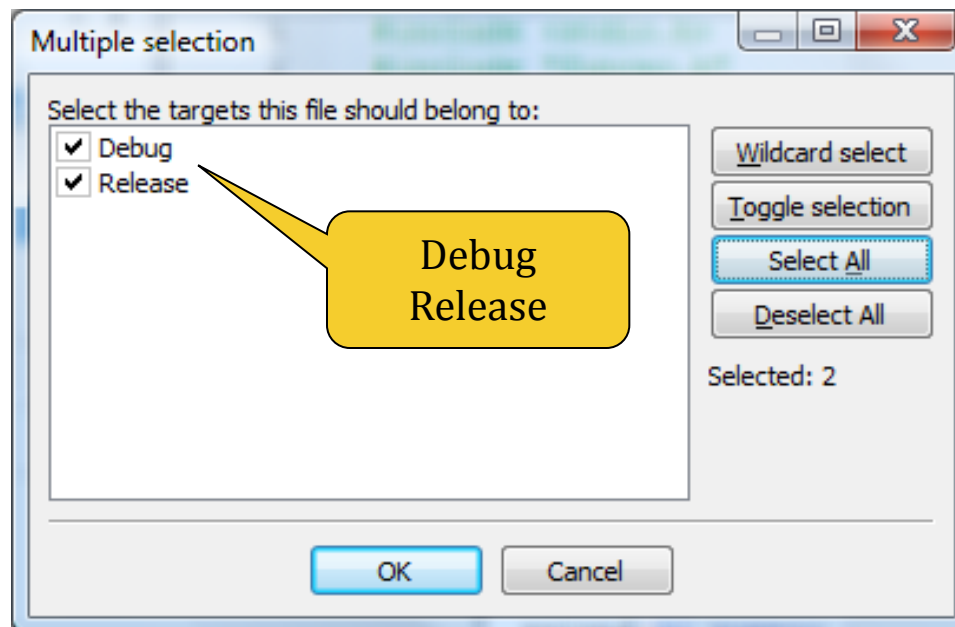 Multiple selection
Select the targets this file should belong to:
Debug
Release
Debug
Release
Wildcard select
Toggle selection
Select All
Deselect All
Selected: 2
OK
Cancel